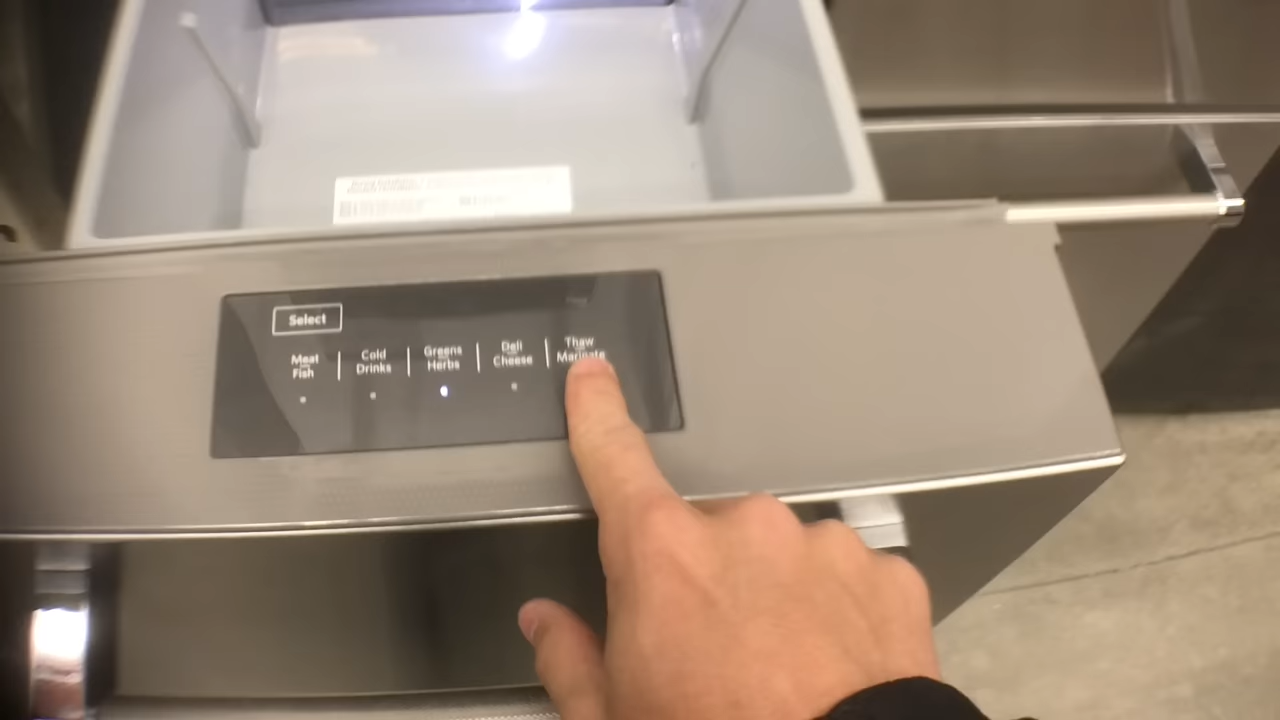 Select
Meat
Fish
Cold
Drinks
Greens
Herbs
Deli
Cheese
Thaw
Marinate